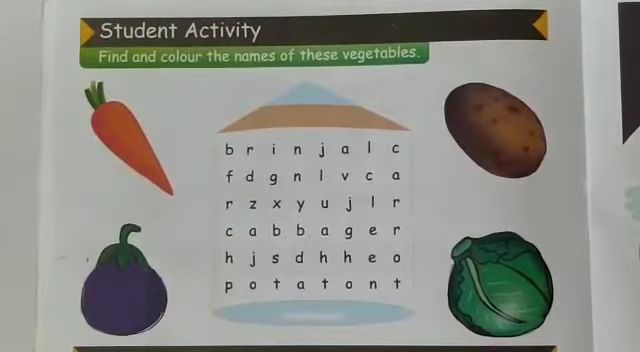 Student Activity
Find and colour the names of these vegetables.
b r i n j a l c
f d g n l v c a
r z x y u j l r
c a b b a g e r
h j s d h h e o
p o t a t o n t